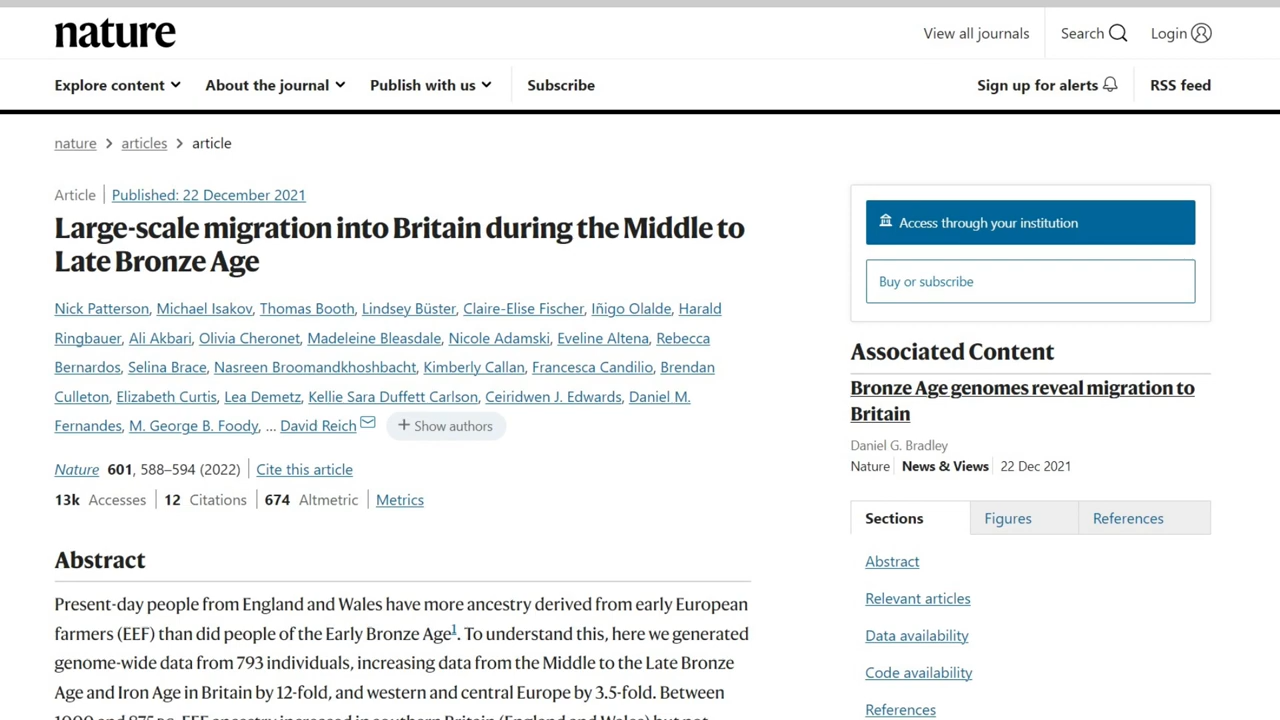 nature
View all journals
Search
Login
Explore content
About the journal
Publish with us
Subscribe
Sign up for alerts
RSS feed
nature > articles > article
Article | Published: 22 December 2021
Large-scale migration into Britain during the Middle to
Late Bronze Age
Nick Patterson, Michael Isakov, Thomas Booth, Lindsey Büster, Claire-Elise Fischer, Iñigo Olalde, Harald
Ringbauer, Ali Akbari, Olivia Cheronet, Madeleine Bleasdale, Nicole Adamski, Eveline Altena, Rebecca
Bernardos, Selina Brace, Nasreen Broomandkhoshbacht, Kimberly Callan, Francesca Candilio, Brendan
Culleton, Elizabeth Curtis, Lea Demetz, Kellie Sara Duffett Carlson, Ceiridwen J. Edwards, Daniel M.
Fernandes, M. George B. Foody, ... David Reich + Show authors
Nature 601, 588–594 (2022) | Cite this article
13k Accesses | 12 Citations | 674 Altmetric | Metrics
Abstract
Present-day people from England and Wales have more ancestry derived from early European
farmers (EEF) than did people of the Early Bronze Age1. To understand this, here we generated
genome-wide data from 793 individuals, increasing data from the Middle to the Late Bronze
Age and Iron Age in Britain by 12-fold, and western and central Europe by 3.5-fold. Between
Access through your institution
Buy or subscribe
Associated Content
Bronze Age genomes reveal migration to
Britain
Daniel G. Bradley
Nature | News & Views | 22 Dec 2021
Sections
Figures
References
Abstract
Relevant articles
Data availability
Code availability
References